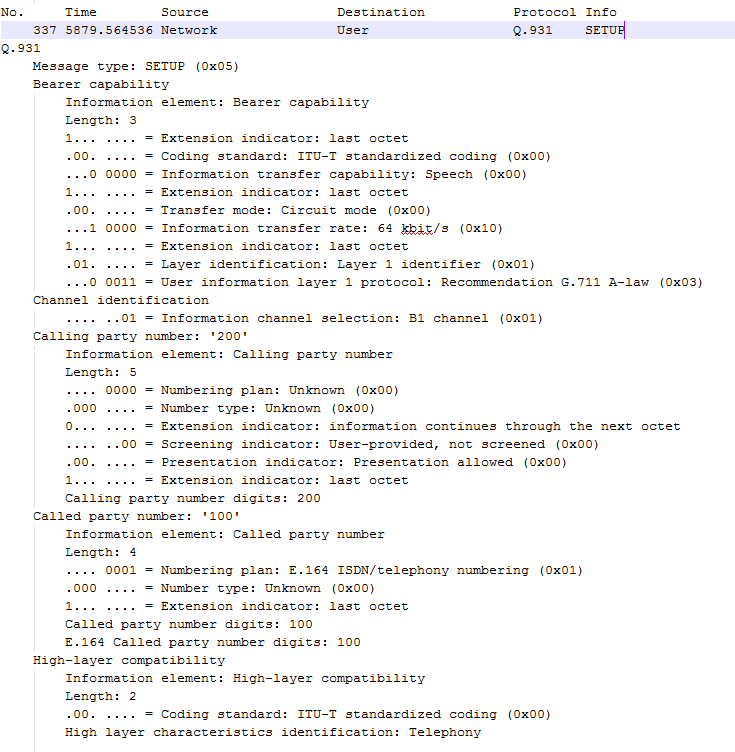 No.     Time        Source                Destination           Protocol Info
    337 5879.564536 Network               User                  Q.931    SETUP
Q.931
    Message type: SETUP (0x05)
    Bearer capability
        Information element: Bearer capability
        Length: 3
        1... .... = Extension indicator: last octet
        .00. .... = Coding standard: ITU-T standardized coding (0x00)
        ...0 0000 = Information transfer capability: Speech (0x00)
        1... .... = Extension indicator: last octet
        .00. .... = Transfer mode: Circuit mode (0x00)
        ...1 0000 = Information transfer rate: 64 kbit/s (0x10)
        1... .... = Extension indicator: last octet
        .01. .... = Layer identification: Layer 1 identifier (0x01)
        ...0 0011 = User information layer 1 protocol: Recommendation G.711 A-law (0x03)
    Channel identification
        .... ..01 = Information channel selection: B1 channel (0x01)
    Calling party number: '200'
        Information element: Calling party number
        Length: 5
        .... 0000 = Numbering plan: Unknown (0x00)
        .000 .... = Number type: Unknown (0x00)
        0... .... = Extension indicator: information continues through the next octet
        .... ..00 = Screening indicator: User-provided, not screened (0x00)
        .00. .... = Presentation indicator: Presentation allowed (0x00)
        1... .... = Extension indicator: last octet
        Calling party number digits: 200
    Called party number: '100'
        Information element: Called party number
        Length: 4
        .... 0001 = Numbering plan: E.164 ISDN/telephony numbering (0x01)
        .000 .... = Number type: Unknown (0x00)
        1... .... = Extension indicator: last octet
        Called party number digits: 100
        E.164 Called party number digits: 100
    High-layer compatibility
        Information element: High-layer compatibility
        Length: 2
        .00. .... = Coding standard: ITU-T standardized coding (0x00)
        High layer characteristics identification: Telephony